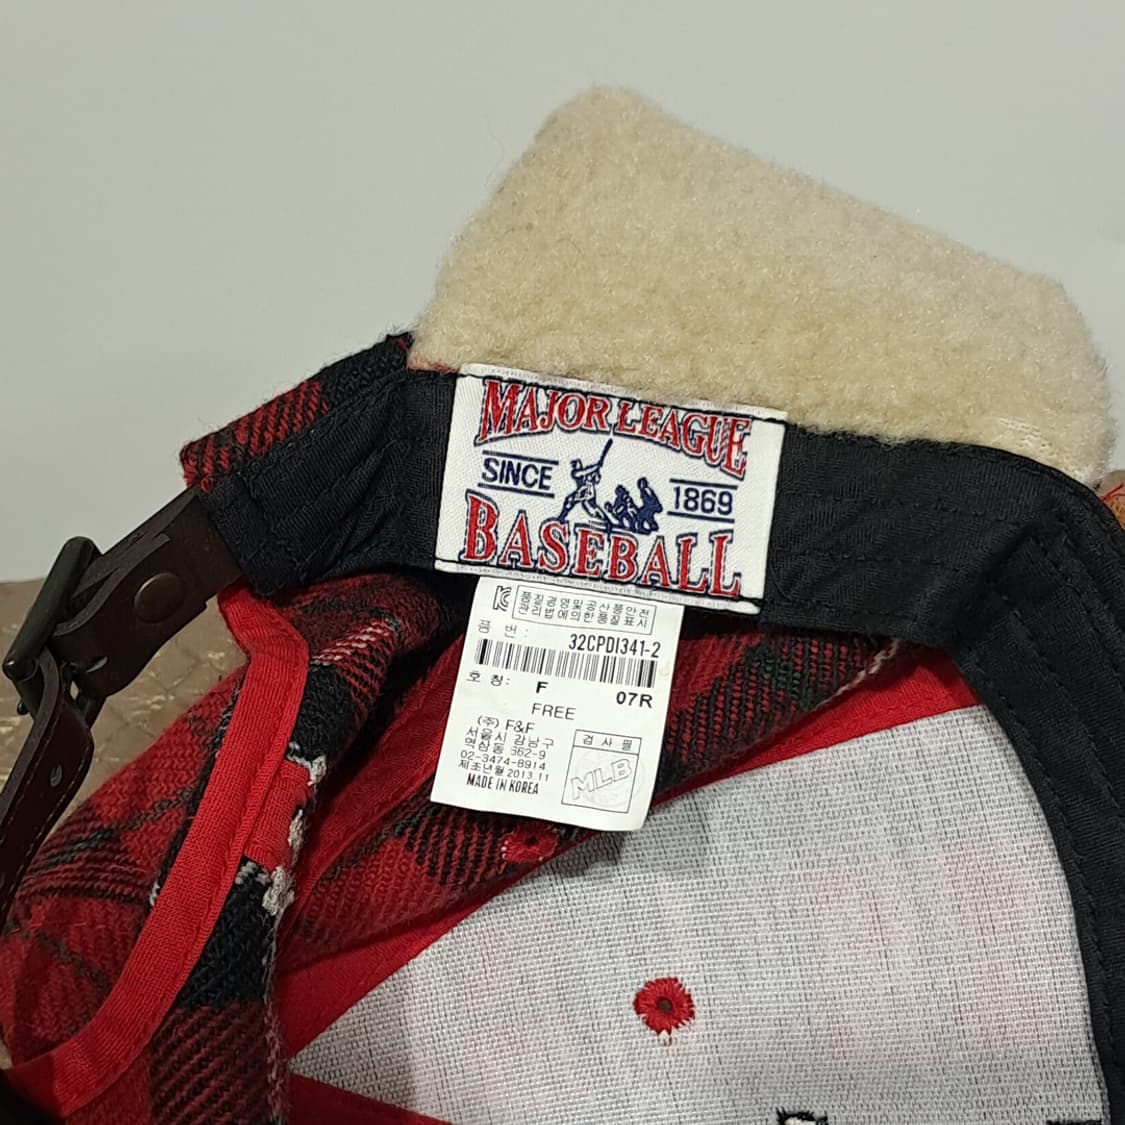 MAJOR LEAGUE
SINCE 1869
BASEBALL
품질경영및공산품안전
관리법에의한품질표시
품 번: 32CPDI341-2
호 칭: F 07R
FREE
(주) F&F
서울시 강남구
역삼동 662-9
02-3474-8914
제조년월 2013.11
MADE IN KOREA
검 사 필
MLB